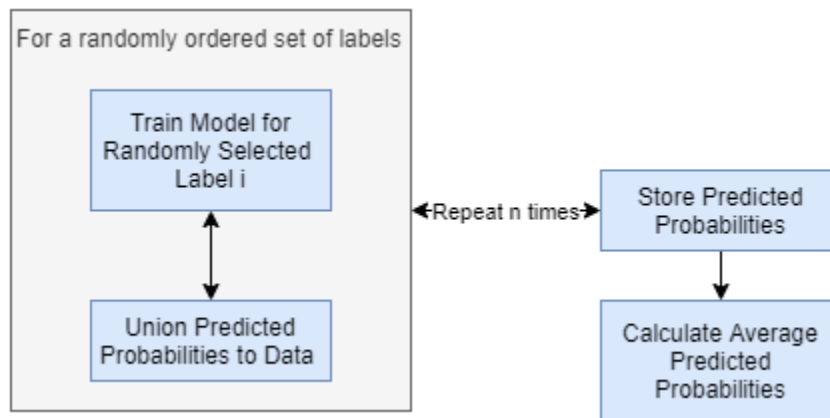 For a randomly ordered set of labels
Train Model for
Randomly Selected
Label i
Repeat n times
Store Predicted
Probabilities
Union Predicted
Probabilities to Data
Calculate Average
Predicted
Probabilities